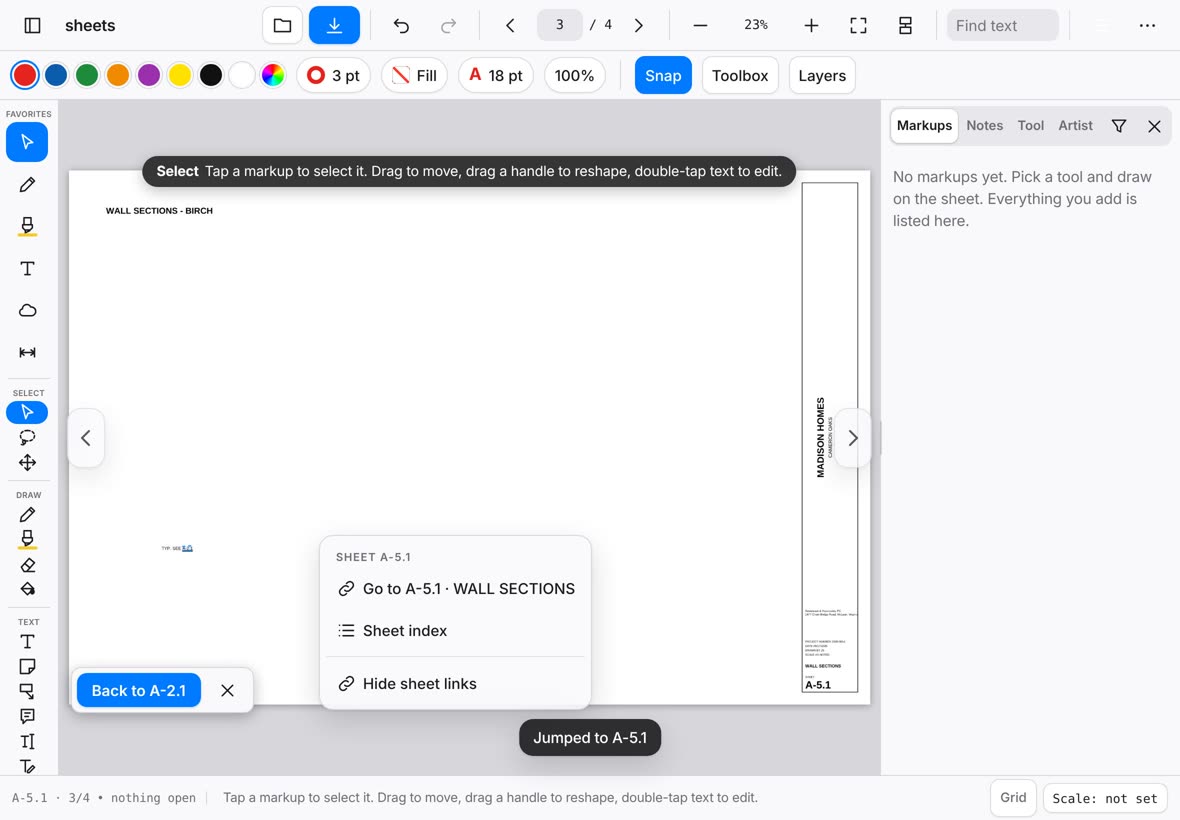 sheets
3 / 4
23%
Find text
3 pt
Fill
A 18 pt
100%
Snap
Toolbox
Layers
FAVORITES
SELECT
DRAW
TEXT
Select Tap a markup to select it. Drag to move, drag a handle to reshape, double-tap text to edit.
WALL SECTIONS - BIRCH
MADISON HOMES
CAMERON OAKS
WALL SECTIONS
A-5.1
SHEET A-5.1
Go to A-5.1 · WALL SECTIONS
Sheet index
Hide sheet links
Back to A-2.1
Jumped to A-5.1
Markups
Notes
Tool
Artist
No markups yet. Pick a tool and draw
on the sheet. Everything you add is
listed here.
A-5.1 · 3/4 • nothing open
Tap a markup to select it. Drag to move, drag a handle to reshape, double-tap text to edit.
Grid
Scale: not set